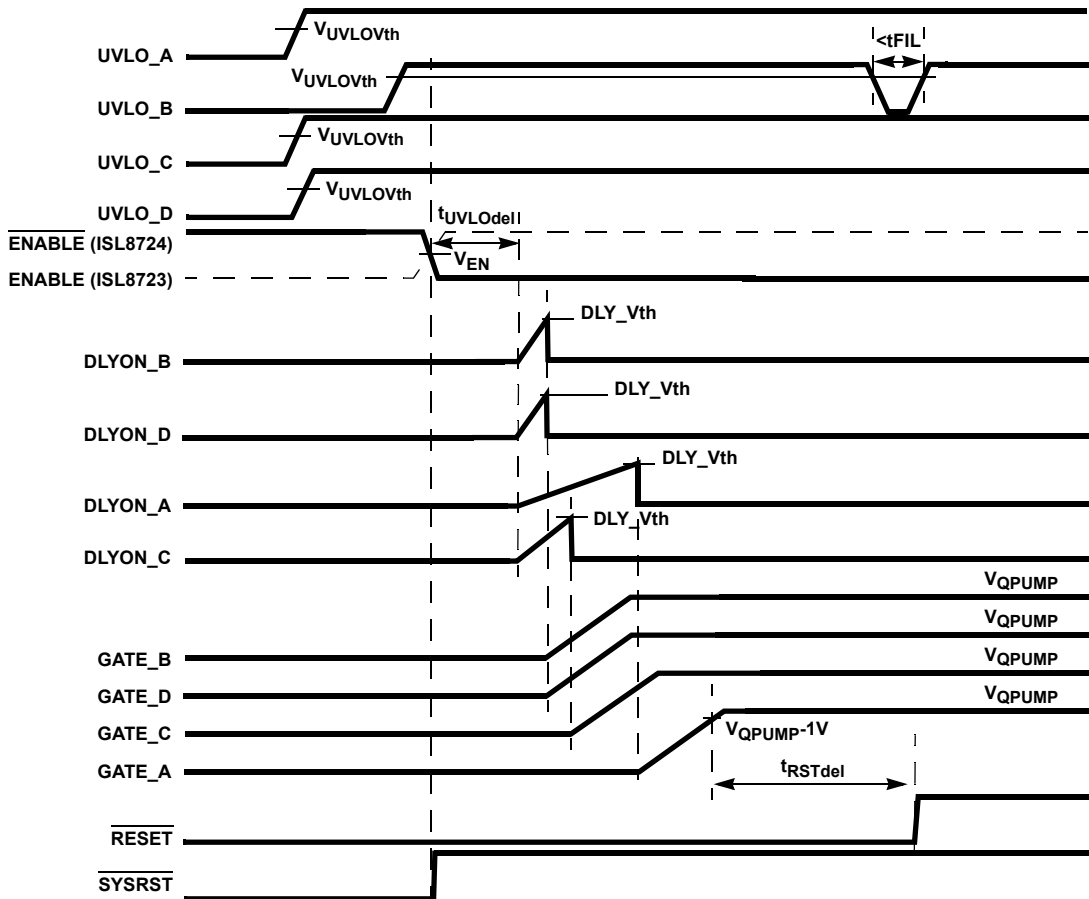 UVLO_A
VUVLOVth
<tFIL
UVLO_B
VUVLOVth
UVLO_C
VUVLOVth
UVLO_D
VUVLOVth
tUVLOdel
ENABLE (ISL8724)
VEN
ENABLE (ISL8723)
DLY_Vth
DLYON_B
DLY_Vth
DLYON_D
DLY_Vth
DLYON_A
DLY_Vth
DLYON_C
VQPUMP
GATE_B
VQPUMP
GATE_D
VQPUMP
GATE_C
VQPUMP
VQPUMP-1V
GATE_A
tRSTdel
RESET
SYSRST